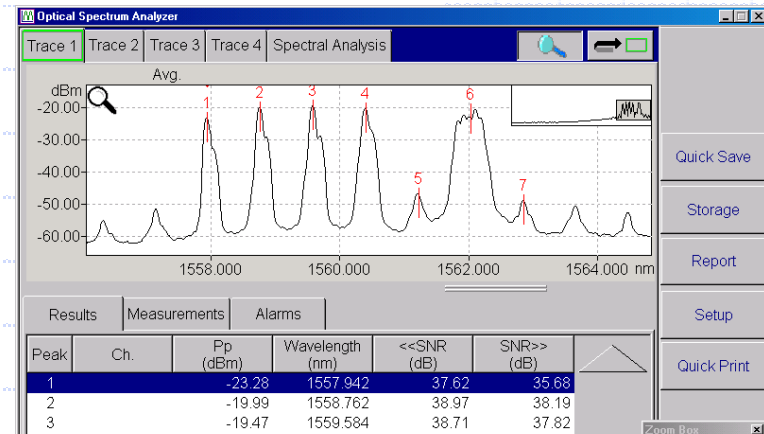 Optical Spectrum Analyzer
Trace 1 Trace 2 Trace 3 Trace 4 Spectral Analysis
Avg.
dBm
-20.00
-30.00
-40.00
-50.00
-60.00
1 2 3 4 5 6 7
1558.000 1560.000 1562.000 1564.000 nm
Quick Save
Storage
Report
Setup
Quick Print
Results Measurements Alarms
Peak Ch. Pp (dBm) Wavelength (nm) <<SNR (dB) SNR>> (dB)
1 -23.28 1557.942 37.62 35.68
2 -19.99 1558.762 38.97 38.19
3 -19.47 1559.584 38.71 37.82
Zoom Box